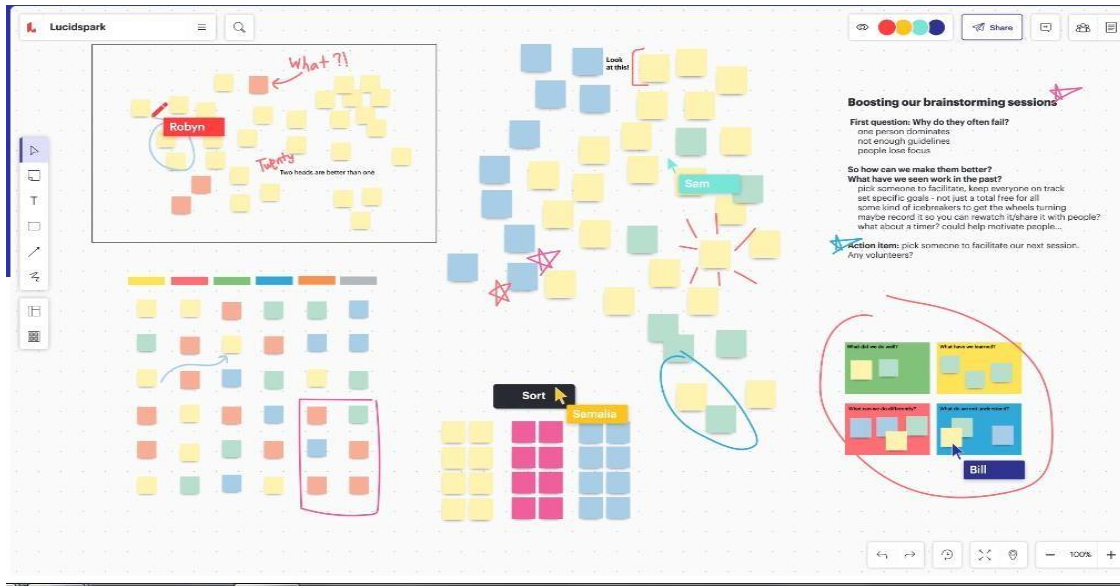 Lucidspark
Share
What ?!
Robyn
Twenty
Two heads are better than one
Look
at this!
Sam
Boosting our brainstorming sessions
First question: Why do they often fail?
one person dominates
not enough guidelines
people lose focus
So how can we make them better?
What have we seen work in the past?
pick someone to facilitate, keep everyone on track
set specific goals - not just a total free for all
some kind of icebreakers to get the wheels turning
maybe record it so you can rewatch it/share it with people?
what about a timer? could help motivate people...
Action item: pick someone to facilitate our next session.
Any volunteers?
Sort
Samalia
What did we do well?
What have we learned?
What can we do differently?
What do we not understand?
Bill
T
100%